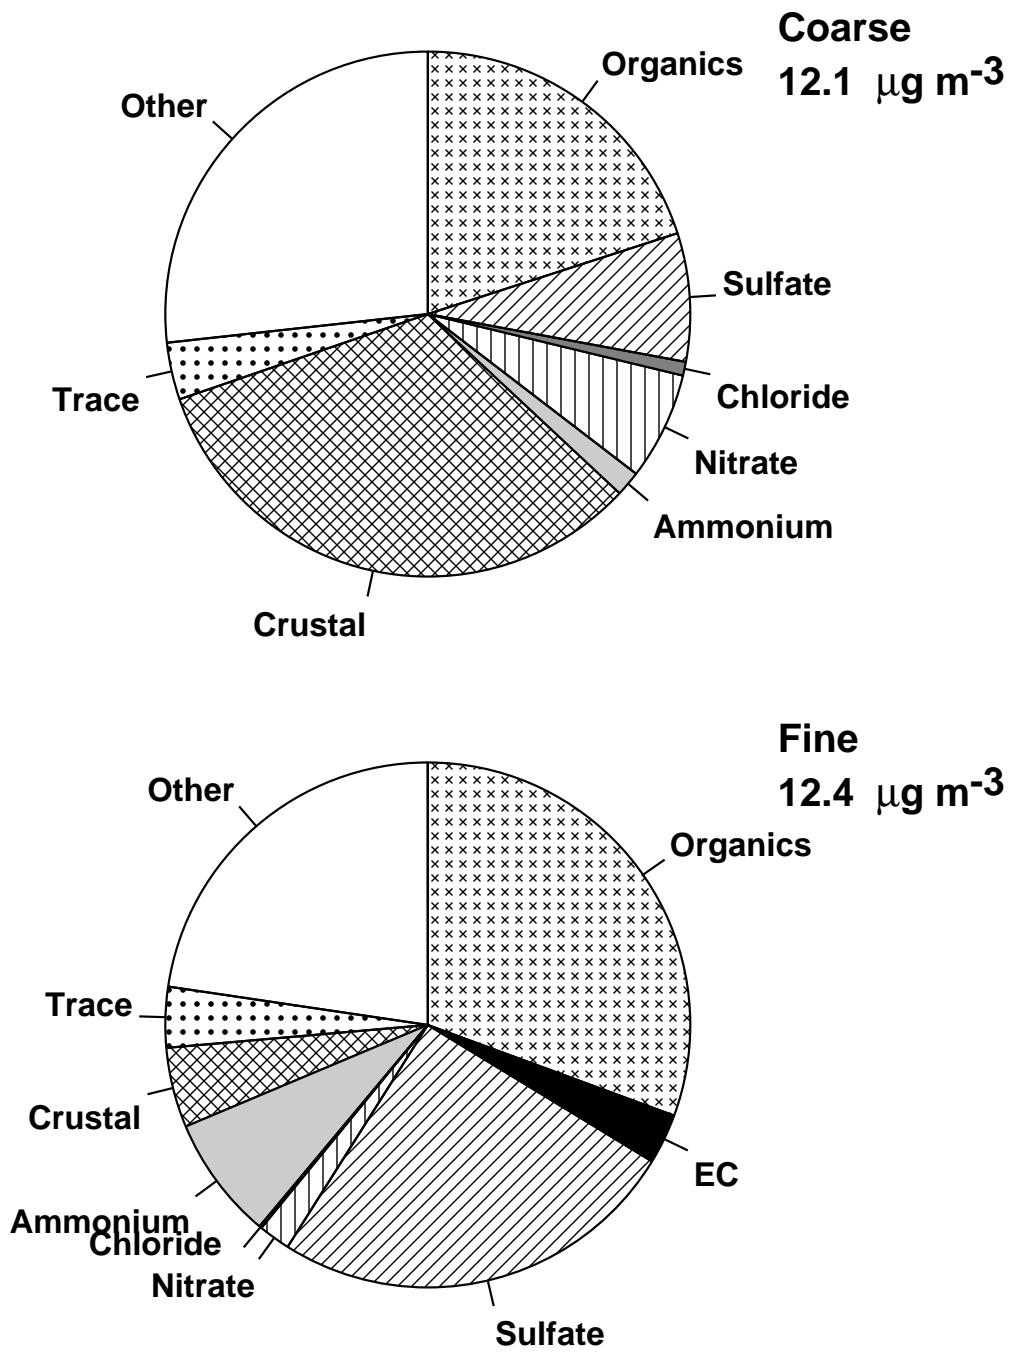 Coarse
12.1 μg m-3
Organics
Other
Sulfate
Chloride
Trace
Nitrate
Ammonium
Crustal
Fine
12.4 μg m-3
Other
Organics
Trace
Crustal
EC
Ammonium
Chloride
Nitrate
Sulfate